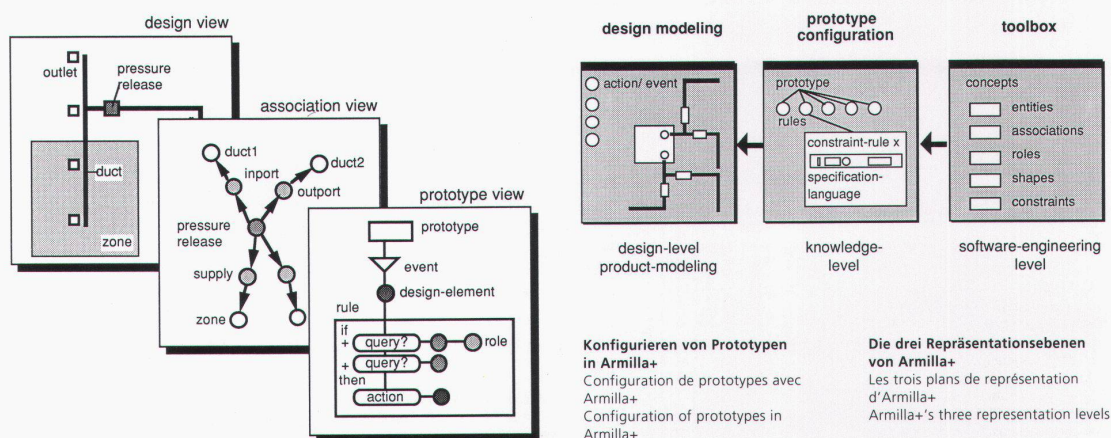 design view
outlet
pressure
release
duct
zone
association view
duct1
duct2
inport
outport
pressure
release
supply
zone
prototype view
prototype
event
design-element
rule
if
+ query? role
+ query?
then
action
design modeling
action/ event
design-level
product-modeling
prototype
configuration
prototype
rules
constraint-rule x
specification-
language
knowledge-
level
toolbox
concepts
entities
associations
roles
shapes
constraints
software-engineering
level
Konfigurieren von Prototypen
in Armilla+
Configuration de prototypes avec
Armilla+
Configuration of prototypes in
Armilla+
Die drei Repräsentationsebenen
von Armilla+
Les trois plans de représentation
d'Armilla+
Armilla+'s three representation levels